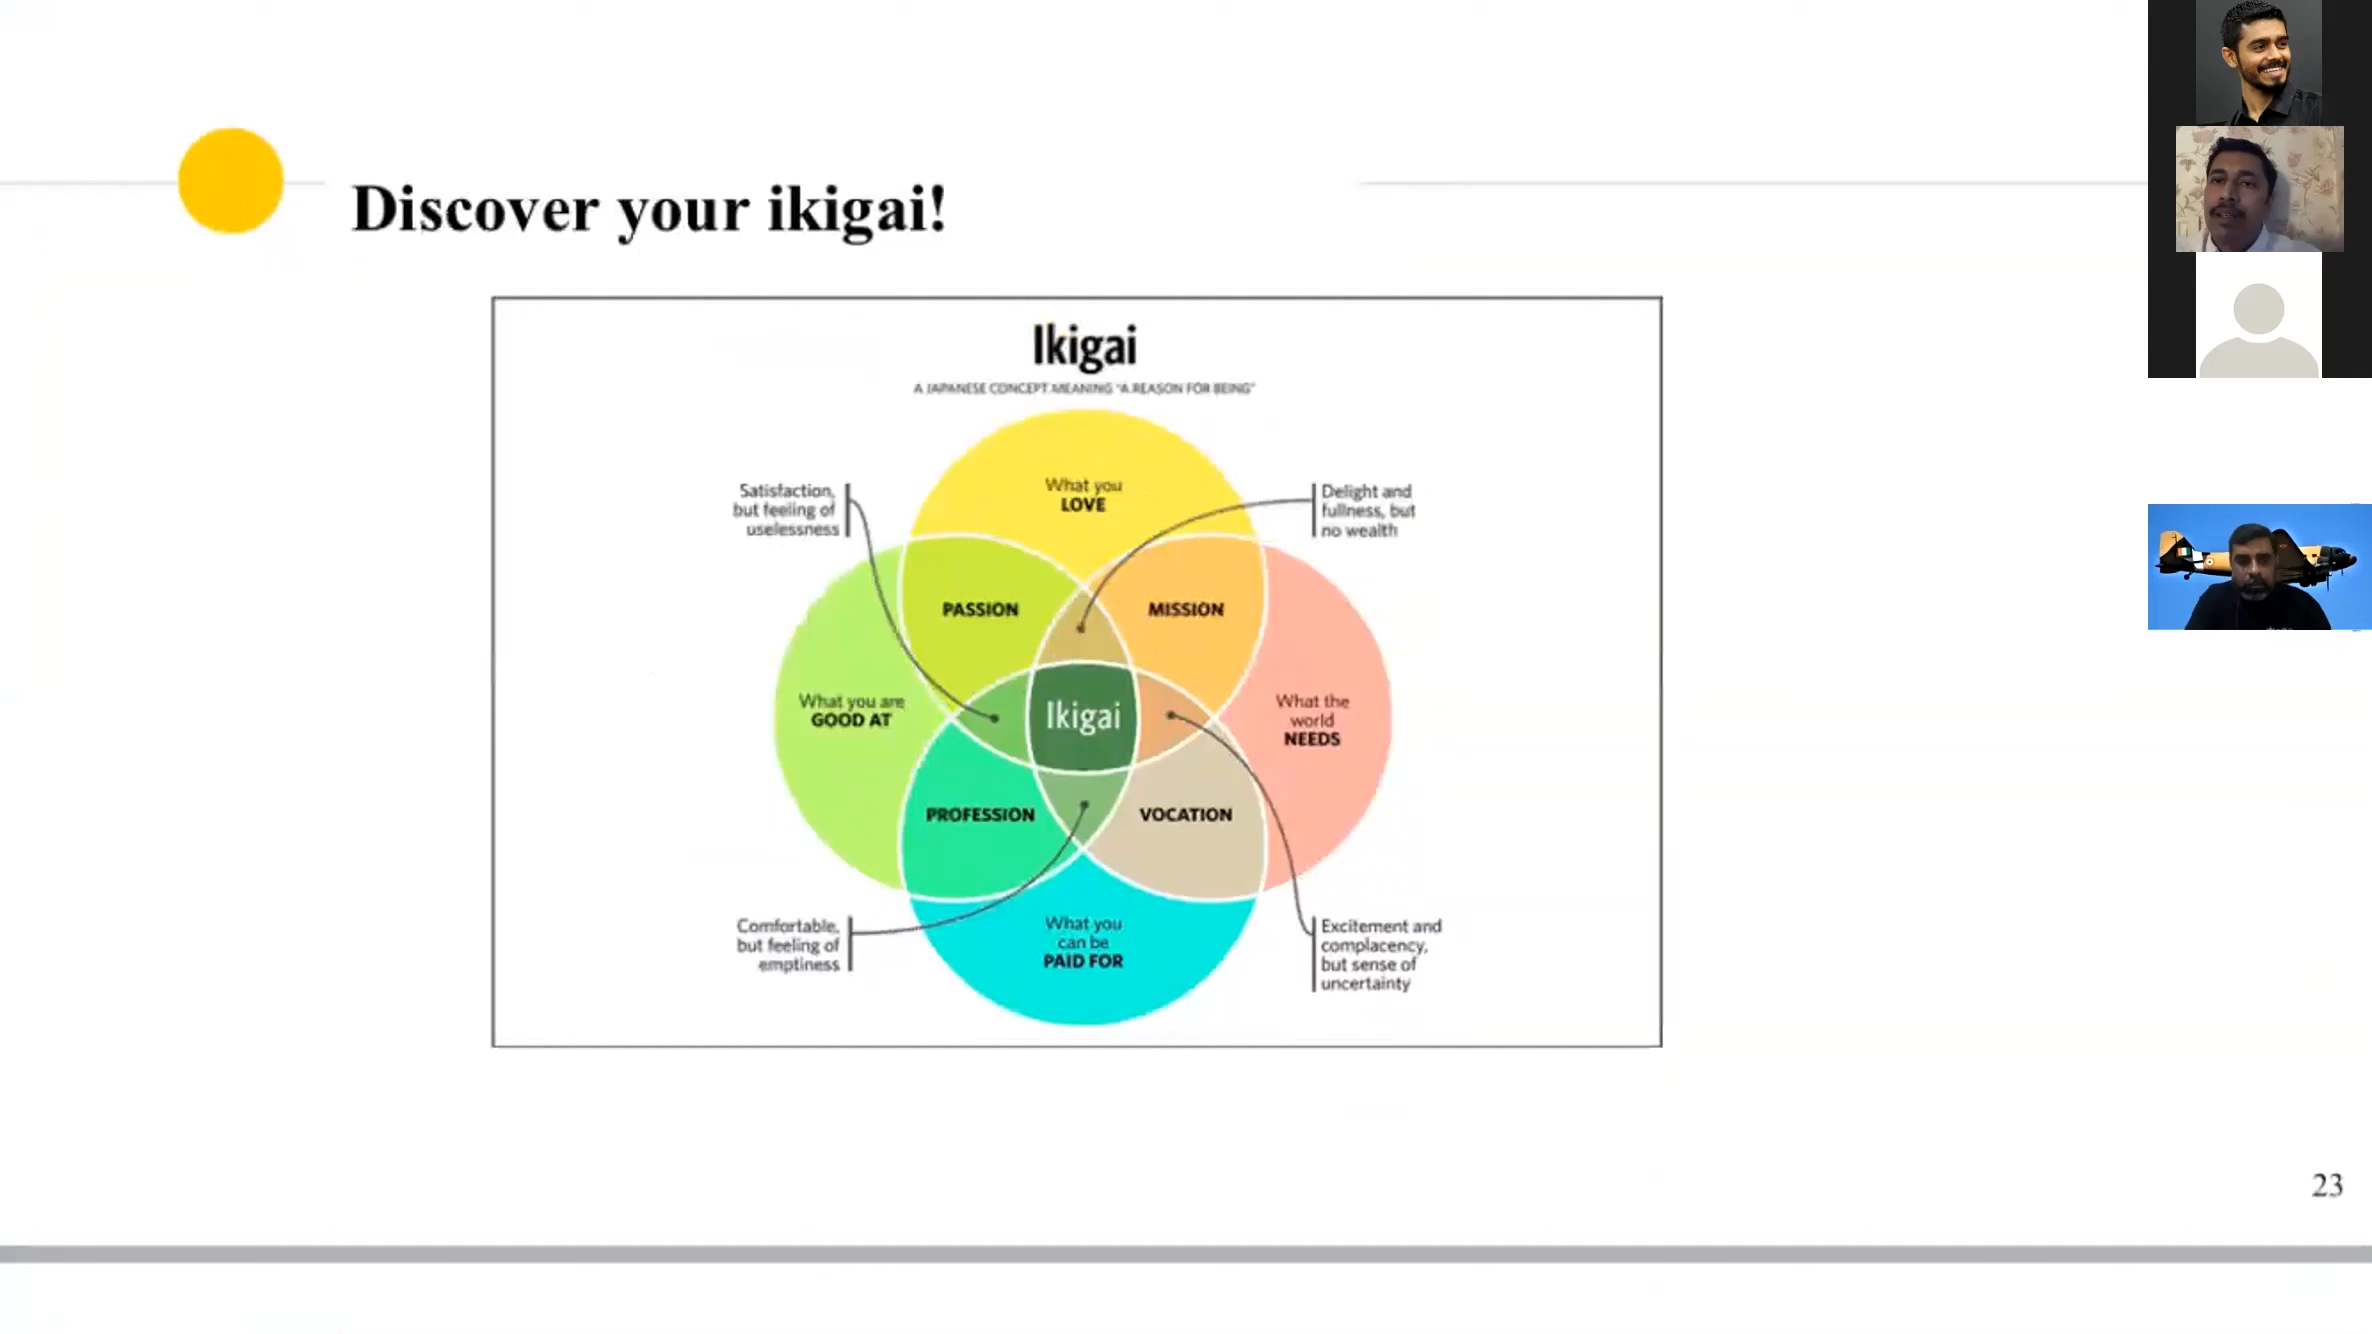 Discover your ikigai!
Ikigai
A JAPANESE CONCEPT MEANING "A REASON FOR BEING"
Satisfaction,
but feeling of
uselessness
What you
LOVE
Delight and
fullness, but
no wealth
PASSION
MISSION
What you are
GOOD AT
Ikigai
What the
world
NEEDS
PROFESSION
VOCATION
Comfortable,
but feeling of
emptiness
What you
can be
PAID FOR
Excitement and
complacency,
but sense of
uncertainty
23